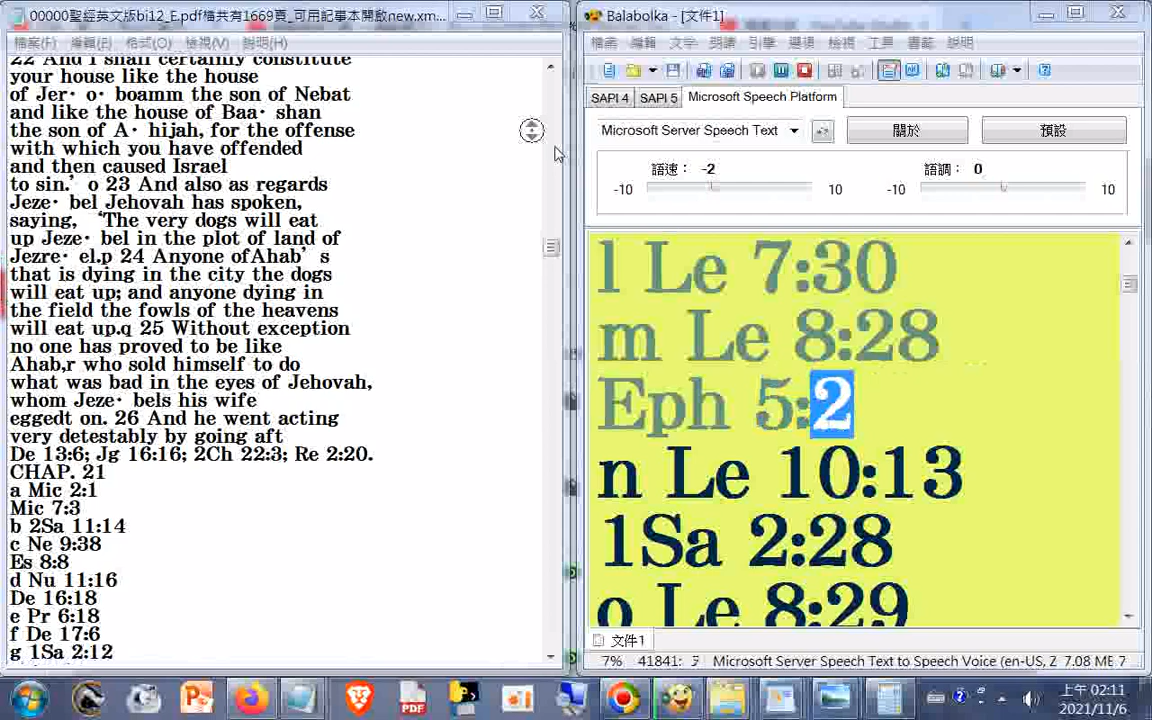 00000聖經英文版bi12_E.pdf檔共有1669頁_可用記事本開啟new.xm...
檔案(F) 編輯(E) 格式(O) 檢視(V) 說明(H)
22 And I shall certainly constitute
your house like the house
of Jer· o· boamm the son of Nebat
and like the house of Baa· shan
the son of A· hijah, for the offense
with which you have offended
and then caused Israel
to sin.’ o 23 And also as regards
Jeze· bel Jehovah has spoken,
saying, ‘The very dogs will eat
up Jeze· bel in the plot of land of
Jezre· el.p 24 Anyone ofAhab’ s
that is dying in the city the dogs
will eat up; and anyone dying in
the field the fowls of the heavens
will eat up.q 25 Without exception
no one has proved to be like
Ahab,r who sold himself to do
what was bad in the eyes of Jehovah,
whom Jeze· bels his wife
eggedt on. 26 And he went acting
very detestably by going aft
De 13:6; Jg 16:16; 2Ch 22:3; Re 2:20.
CHAP. 21
a Mic 2:1
Mic 7:3
b 2Sa 11:14
c Ne 9:38
Es 8:8
d Nu 11:16
De 16:18
e Pr 6:18
f De 17:6
g 1Sa 2:12
Balabolka - [文件1]
檔案 編輯 文字 朗讀 引擎 選項 檢視 工具 書籤 說明
SAPI 4 SAPI 5 Microsoft Speech Platform
Microsoft Server Speech Text 關於 預設
語速： -2 語調： 0
-10 10 -10 10
l Le 7:30
m Le 8:28
Eph 5:2
n Le 10:13
1Sa 2:28
o Le 8:29
文件1
7% 41841: Microsoft Server Speech Text to Speech Voice (en-US, Z 7.08 ME 7
上午 02:11
2021/11/6